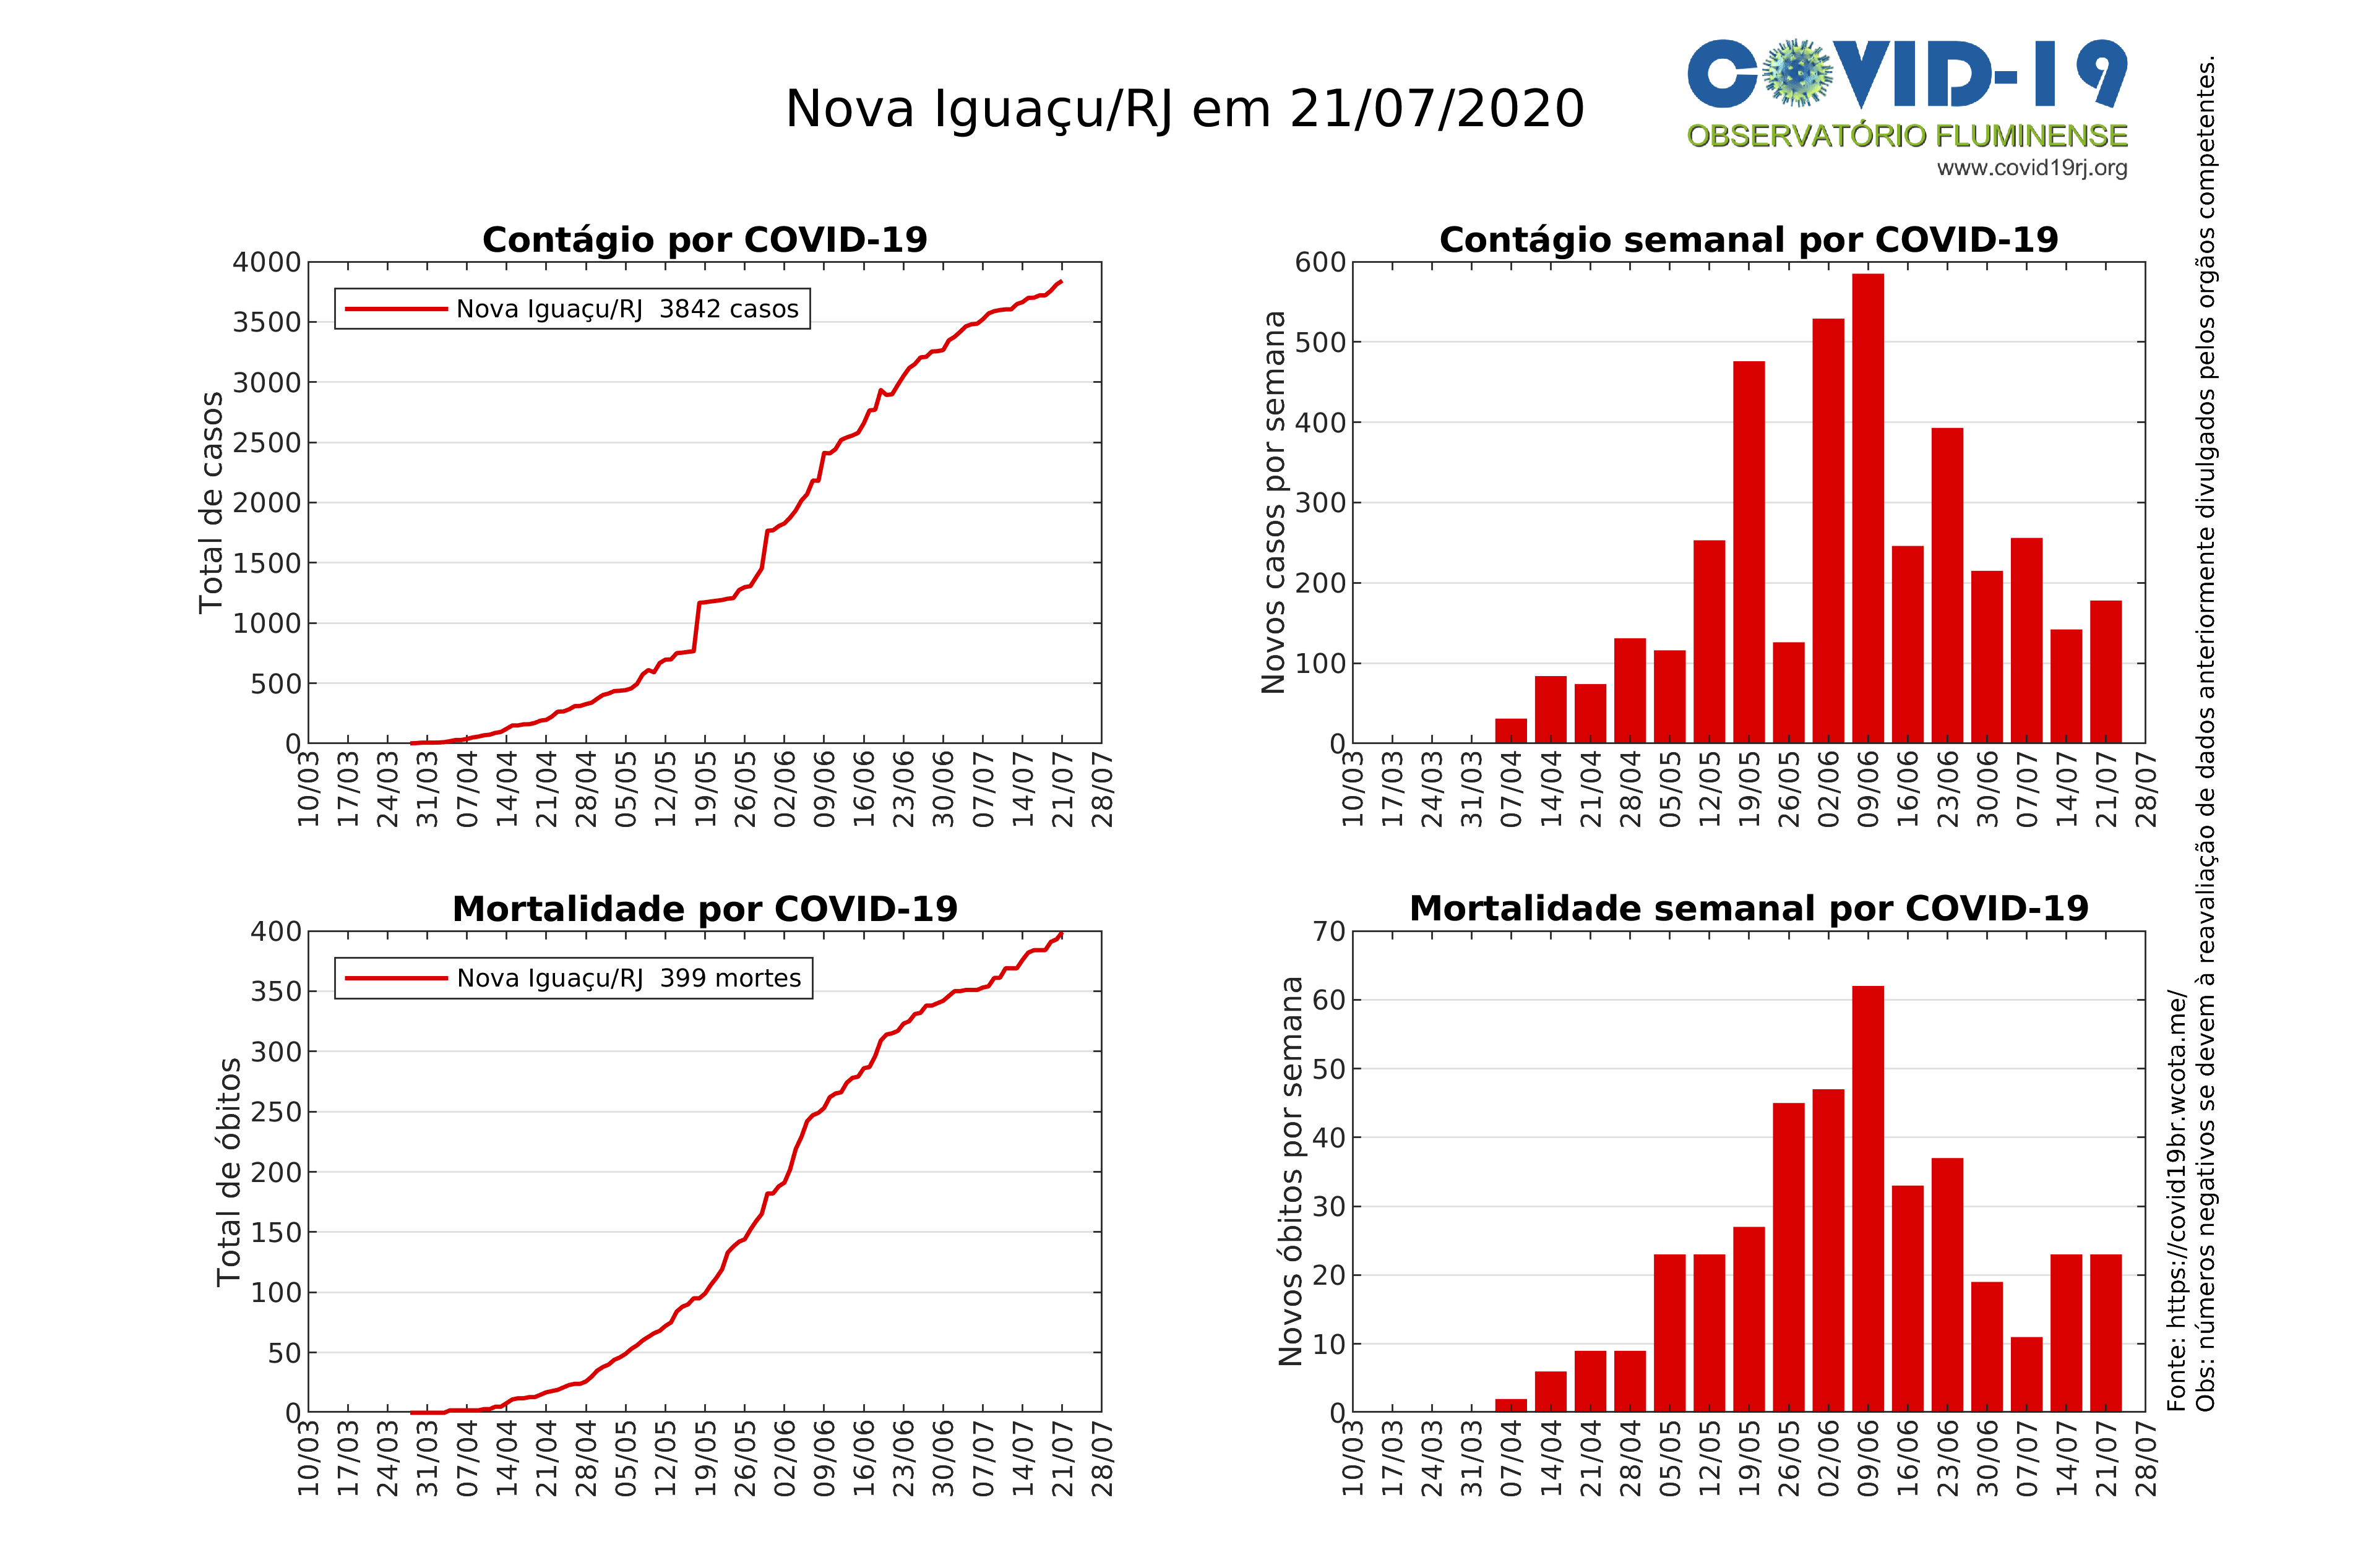 Nova Iguaçu/RJ em 21/07/2020
COVID-19
OBSERVATÓRIO FLUMINENSE
www.covid19rj.org
Contágio por COVID-19
Total de casos
4000
3500
3000
2500
2000
1500
1000
500
0
Nova Iguaçu/RJ 3842 casos
10/03 17/03 24/03 31/03 07/04 14/04 21/04 28/04 05/05 12/05 19/05 26/05 02/06 09/06 16/06 23/06 30/06 07/07 14/07 21/07 28/07
Contágio semanal por COVID-19
Novos casos por semana
600
500
400
300
200
100
0
10/03 17/03 24/03 31/03 07/04 14/04 21/04 28/04 05/05 12/05 19/05 26/05 02/06 09/06 16/06 23/06 30/06 07/07 14/07 21/07 28/07
Mortalidade por COVID-19
Total de óbitos
400
350
300
250
200
150
100
50
0
Nova Iguaçu/RJ 399 mortes
10/03 17/03 24/03 31/03 07/04 14/04 21/04 28/04 05/05 12/05 19/05 26/05 02/06 09/06 16/06 23/06 30/06 07/07 14/07 21/07 28/07
Mortalidade semanal por COVID-19
Novos óbitos por semana
70
60
50
40
30
20
10
0
10/03 17/03 24/03 31/03 07/04 14/04 21/04 28/04 05/05 12/05 19/05 26/05 02/06 09/06 16/06 23/06 30/06 07/07 14/07 21/07 28/07
Fonte: https://covid19br.wcota.me/
Obs: números negativos se devem à reavaliação de dados anteriormente divulgados pelos orgãos competentes.